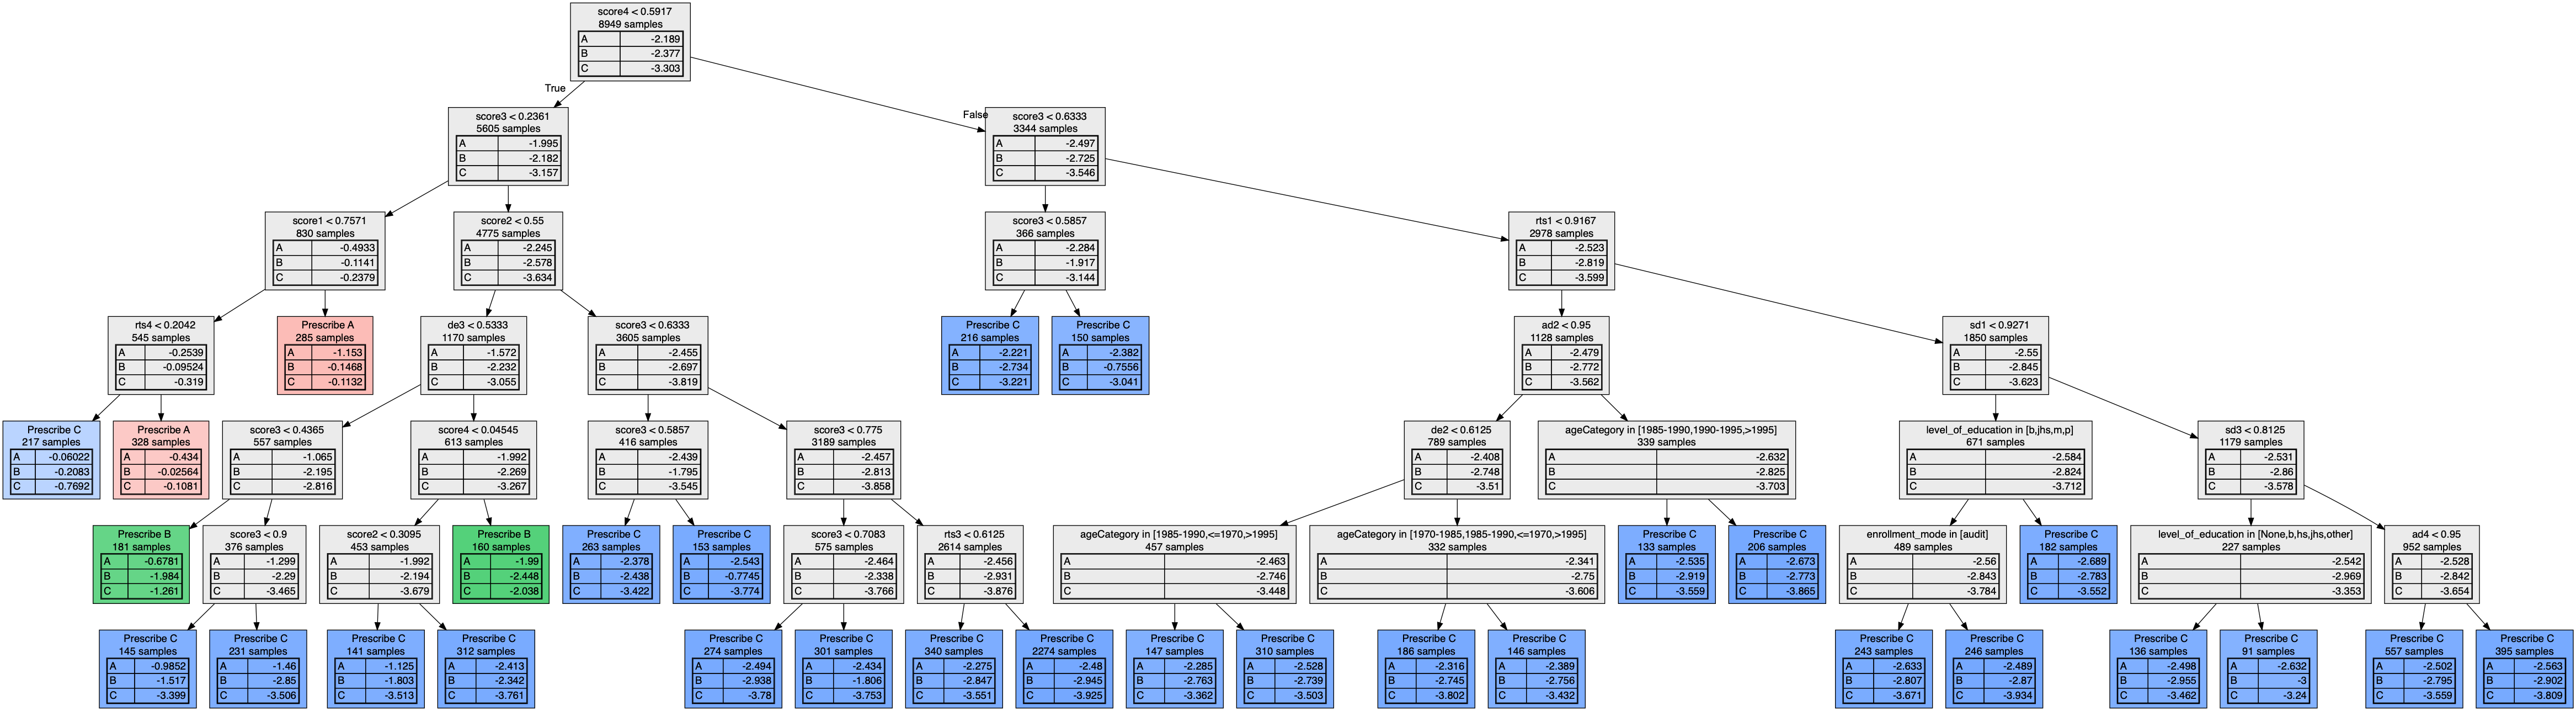 score4 < 0.5917
8949 samples
A -2.189
B -2.377
C -3.303
True
False
score3 < 0.2361
5605 samples
A -1.995
B -2.182
C -3.157
score3 < 0.6333
3344 samples
A -2.497
B -2.725
C -3.546
score1 < 0.7571
830 samples
A -0.4933
B -0.1141
C -0.2379
score2 < 0.55
4775 samples
A -2.245
B -2.578
C -3.634
score3 < 0.5857
366 samples
A -2.284
B -1.917
C -3.144
rts1 < 0.9167
2978 samples
A -2.523
B -2.819
C -3.599
rts4 < 0.2042
545 samples
A -0.2539
B -0.09524
C -0.319
Prescribe A
285 samples
A -1.153
B -0.1468
C -0.1132
de3 < 0.5333
1170 samples
A -1.572
B -2.232
C -3.055
score3 < 0.6333
3605 samples
A -2.455
B -2.697
C -3.819
Prescribe C
216 samples
A -2.221
B -2.734
C -3.221
Prescribe C
150 samples
A -2.382
B -0.7556
C -3.041
ad2 < 0.95
1128 samples
A -2.479
B -2.772
C -3.562
sd1 < 0.9271
1850 samples
A -2.55
B -2.845
C -3.623
Prescribe C
217 samples
A -0.06022
B -0.2083
C -0.7692
Prescribe A
328 samples
A -0.434
B -0.02564
C -0.1081
score3 < 0.4365
557 samples
A -1.065
B -2.195
C -2.816
score4 < 0.04545
613 samples
A -1.992
B -2.269
C -3.267
score3 < 0.5857
416 samples
A -2.439
B -1.795
C -3.545
score3 < 0.775
3189 samples
A -2.457
B -2.813
C -3.858
de2 < 0.6125
789 samples
A -2.408
B -2.748
C -3.51
ageCategory in [1985-1990,1990-1995,>1995]
339 samples
A -2.632
B -2.825
C -3.703
level_of_education in [b,jhs,m,p]
671 samples
A -2.584
B -2.824
C -3.712
sd3 < 0.8125
1179 samples
A -2.531
B -2.86
C -3.578
Prescribe B
181 samples
A -0.6781
B -1.984
C -1.261
score3 < 0.9
376 samples
A -1.299
B -2.29
C -3.465
score2 < 0.3095
453 samples
A -1.992
B -2.194
C -3.679
Prescribe B
160 samples
A -1.99
B -2.448
C -2.038
Prescribe C
263 samples
A -2.378
B -2.438
C -3.422
Prescribe C
153 samples
A -2.543
B -0.7745
C -3.774
score3 < 0.7083
575 samples
A -2.464
B -2.338
C -3.766
rts3 < 0.6125
2614 samples
A -2.456
B -2.931
C -3.876
ageCategory in [1985-1990,<=1970,>1995]
457 samples
A -2.463
B -2.746
C -3.448
ageCategory in [1970-1985,1985-1990,<=1970,>1995]
332 samples
A -2.341
B -2.75
C -3.606
Prescribe C
133 samples
A -2.535
B -2.919
C -3.559
Prescribe C
206 samples
A -2.673
B -2.773
C -3.865
enrollment_mode in [audit]
489 samples
A -2.56
B -2.843
C -3.784
Prescribe C
182 samples
A -2.689
B -2.783
C -3.552
level_of_education in [None,b,hs,jhs,other]
227 samples
A -2.542
B -2.969
C -3.353
ad4 < 0.95
952 samples
A -2.528
B -2.842
C -3.654
Prescribe C
145 samples
A -0.9852
B -1.517
C -3.399
Prescribe C
231 samples
A -1.46
B -2.85
C -3.506
Prescribe C
141 samples
A -1.125
B -1.803
C -3.513
Prescribe C
312 samples
A -2.413
B -2.342
C -3.761
Prescribe C
274 samples
A -2.494
B -2.938
C -3.78
Prescribe C
301 samples
A -2.434
B -1.806
C -3.753
Prescribe C
340 samples
A -2.275
B -2.847
C -3.551
Prescribe C
2274 samples
A -2.48
B -2.945
C -3.925
Prescribe C
147 samples
A -2.285
B -2.763
C -3.362
Prescribe C
310 samples
A -2.528
B -2.739
C -3.503
Prescribe C
186 samples
A -2.316
B -2.745
C -3.802
Prescribe C
146 samples
A -2.389
B -2.756
C -3.432
Prescribe C
243 samples
A -2.633
B -2.807
C -3.671
Prescribe C
246 samples
A -2.489
B -2.87
C -3.934
Prescribe C
136 samples
A -2.498
B -2.955
C -3.462
Prescribe C
91 samples
A -2.632
B -3
C -3.24
Prescribe C
557 samples
A -2.502
B -2.795
C -3.559
Prescribe C
395 samples
A -2.563
B -2.902
C -3.809